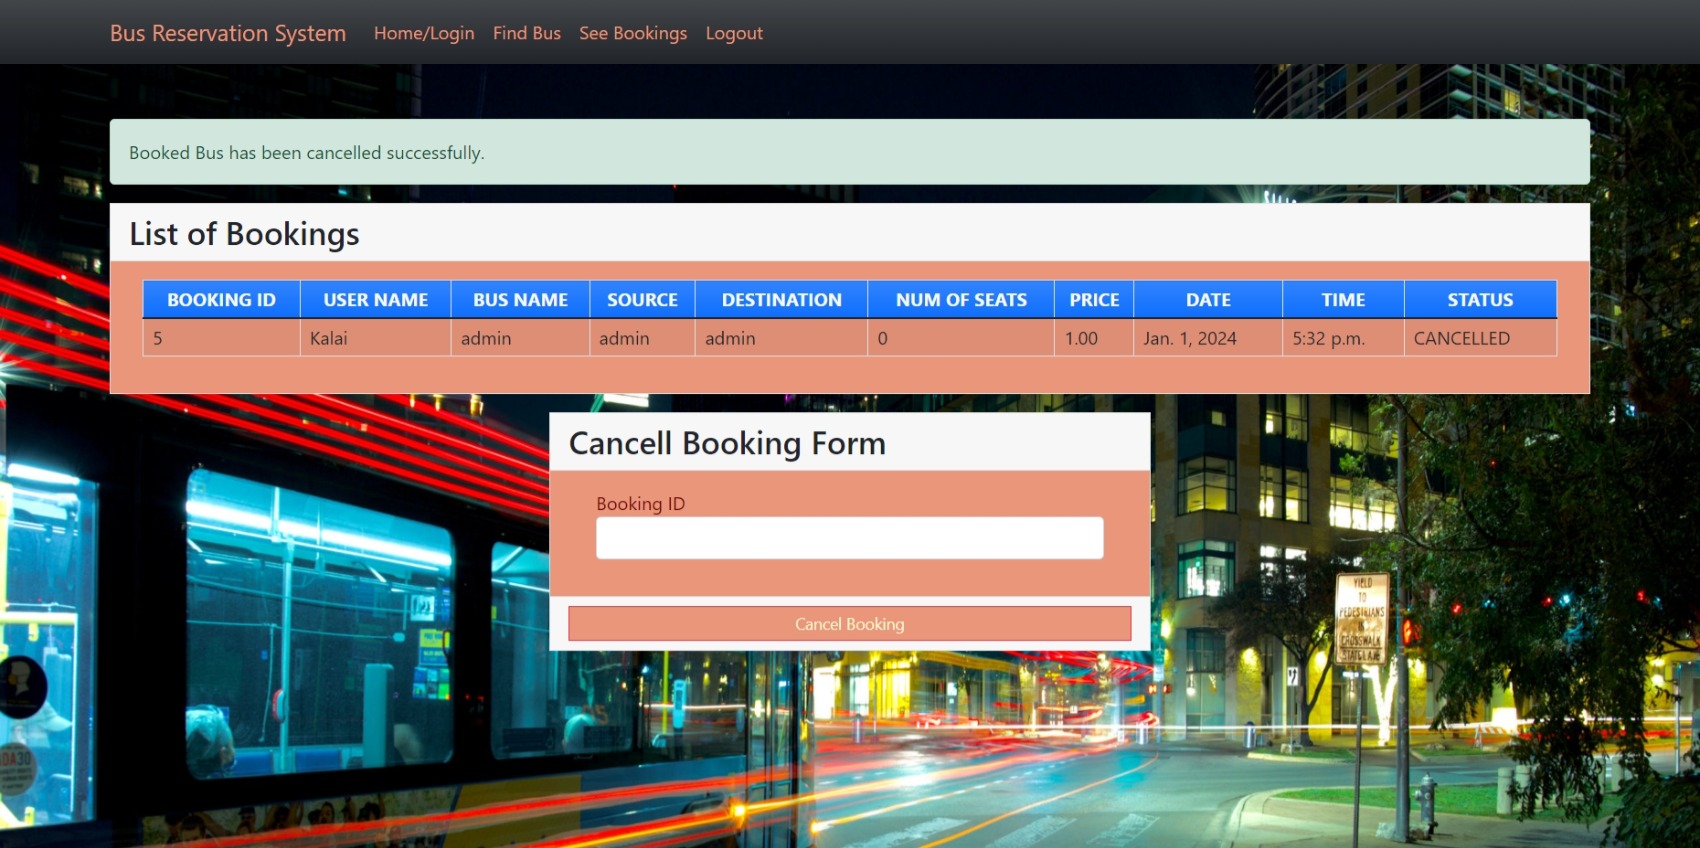 Bus Reservation System Home/Login Find Bus See Bookings Logout
Booked Bus has been cancelled successfully.
List of Bookings
BOOKING ID USER NAME BUS NAME SOURCE DESTINATION NUM OF SEATS PRICE DATE TIME STATUS
5 Kalai admin admin admin 0 1.00 Jan. 1, 2024 5:32 p.m. CANCELLED
Cancell Booking Form
Booking ID
Cancel Booking
YIELD
TO
PEDESTRIANS
IN
CROSSWALK
STATE LAW